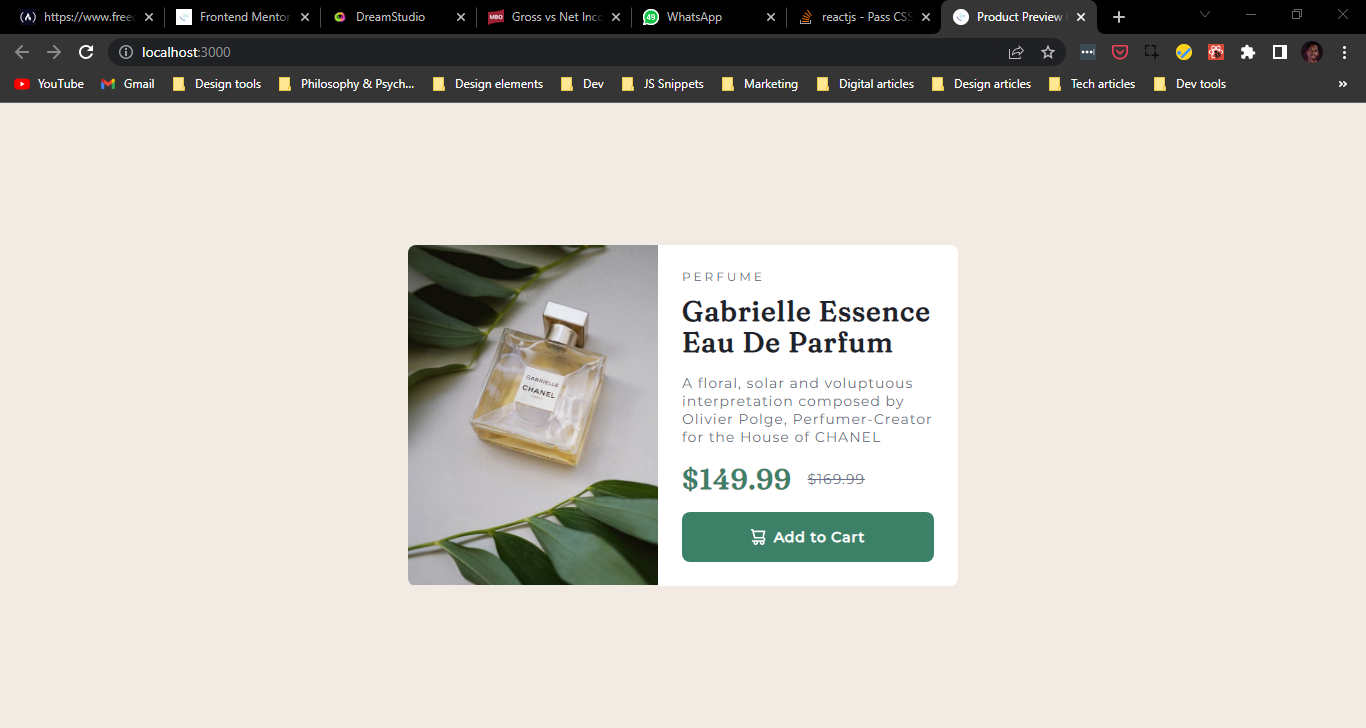 https://www.freec
Frontend Mentor
DreamStudio
MBO Gross vs Net Inco
49 WhatsApp
reactjs - Pass CSS
Product Preview
localhost:3000
YouTube
Gmail
Design tools
Philosophy & Psych...
Design elements
Dev
JS Snippets
Marketing
Digital articles
Design articles
Tech articles
Dev tools
GABRIELLE
CHANEL
PERFUME
Gabrielle Essence
Eau De Parfum
A floral, solar and voluptuous
interpretation composed by
Olivier Polge, Perfumer-Creator
for the House of CHANEL
$149.99 $169.99
Add to Cart